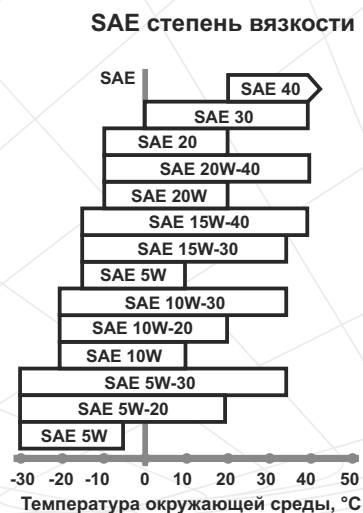 SAE степень вязкости
SAE
SAE 40
SAE 30
SAE 20
SAE 20W-40
SAE 20W
SAE 15W-40
SAE 15W-30
SAE 5W
SAE 10W-30
SAE 10W-20
SAE 10W
SAE 5W-30
SAE 5W-20
SAE 5W
-30 -20 -10 0 10 20 30 40 50
Температура окружающей среды, °C